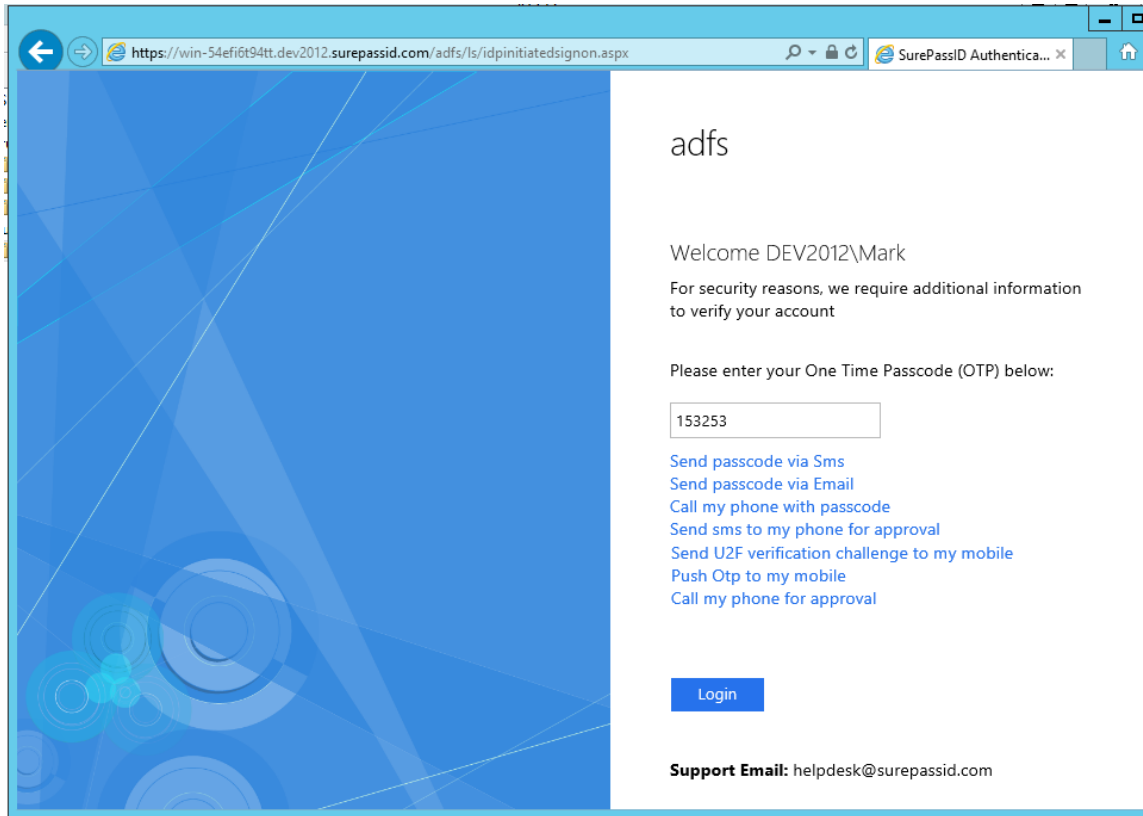 https://win-54efi6t94tt.dev2012.surepassid.com/adfs/ls/idpinitiatedsignon.aspx
SurePassID Authentica...
adfs
Welcome DEV2012\Mark
For security reasons, we require additional information
to verify your account
Please enter your One Time Passcode (OTP) below:
153253
Send passcode via Sms
Send passcode via Email
Call my phone with passcode
Send sms to my phone for approval
Send U2F verification challenge to my mobile
Push Otp to my mobile
Call my phone for approval
Login
Support Email: helpdesk@surepassid.com